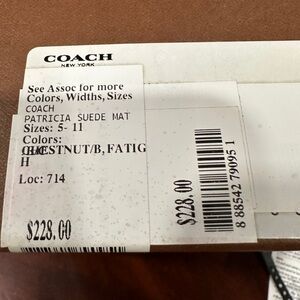 COACH
NEW YORK
See Assoc for more
Colors, Widths, Sizes
COACH
PATRICIA SUEDE MAT
Sizes: 5- 11
Colors:
CHESTNUT/B, FATIG
H
Loc: 714
$228.00
$228.00
8 88542 79095 1